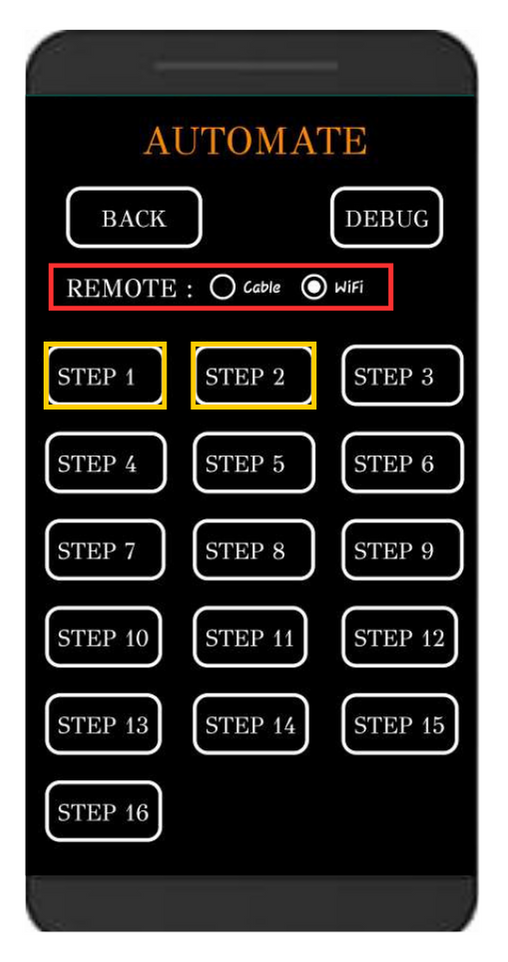 AUTOMATE
BACK DEBUG
REMOTE : Cable WiFi
STEP 1 STEP 2 STEP 3
STEP 4 STEP 5 STEP 6
STEP 7 STEP 8 STEP 9
STEP 10 STEP 11 STEP 12
STEP 13 STEP 14 STEP 15
STEP 16